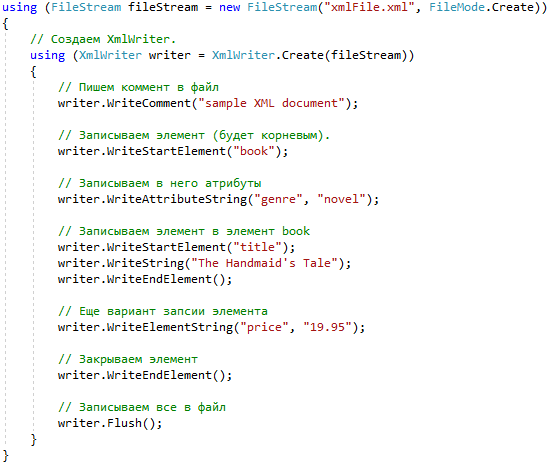 using (FileStream fileStream = new FileStream("xmlFile.xml", FileMode.Create))
{
// Создаем XmlWriter.
using (XmlWriter writer = XmlWriter.Create(fileStream))
{
// Пишем коммент в файл
writer.WriteComment("sample XML document");
// Записываем элемент (будет корневым).
writer.WriteStartElement("book");
// Записываем в него атрибуты
writer.WriteAttributeString("genre", "novel");
// Записываем элемент в элемент book
writer.WriteStartElement("title");
writer.WriteString("The Handmaid's Tale");
writer.WriteEndElement();
// Еще вариант запсии элемента
writer.WriteElementString("price", "19.95");
// Закрываем элемент
writer.WriteEndElement();
// Записываем все в файл
writer.Flush();
}
}